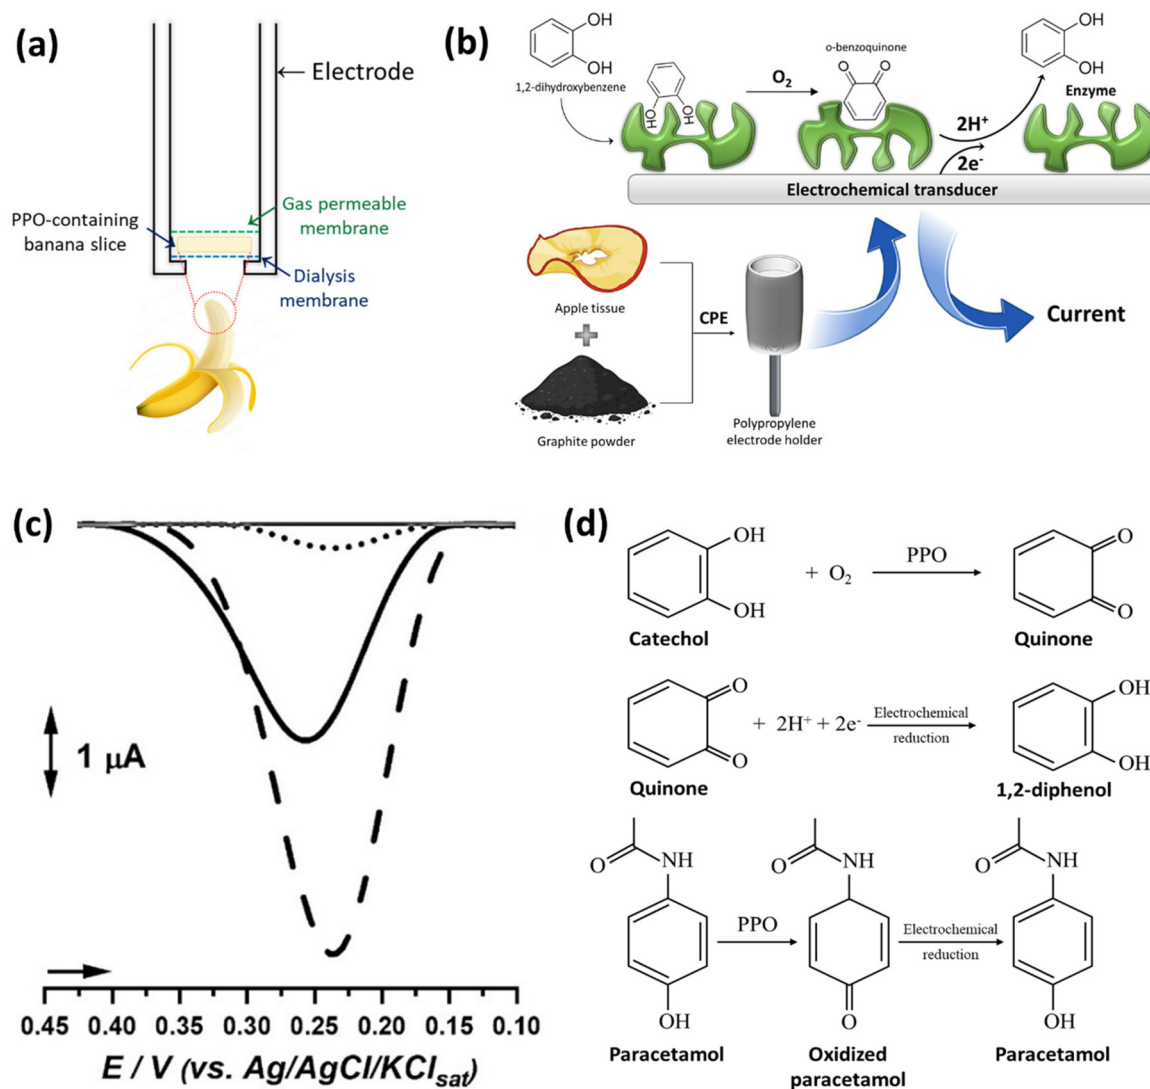 (a)
Electrode
Gas permeable
membrane
PPO-containing
banana slice
Dialysis
membrane
(b)
OH
OH
1,2-dihydroxybenzene
HO
HO
O₂
o-benzoquinone
O
O
OH
OH
Enzyme
2H⁺
2e⁻
Electrochemical transducer
Apple tissue
CPE
Graphite powder
Polypropylene
electrode holder
Current
(c)
1 µA
0.45 0.40 0.35 0.30 0.25 0.20 0.15 0.10
E / V (vs. Ag/AgCl/KCl_sat)
(d)
OH
OH
Catechol
+ O₂
PPO
O
O
Quinone
O
O
Quinone
+ 2H⁺ + 2e⁻
Electrochemical
reduction
OH
OH
1,2-diphenol
O
NH
OH
Paracetamol
PPO
O
NH
O
Oxidized
paracetamol
Electrochemical
reduction
O
NH
OH
Paracetamol